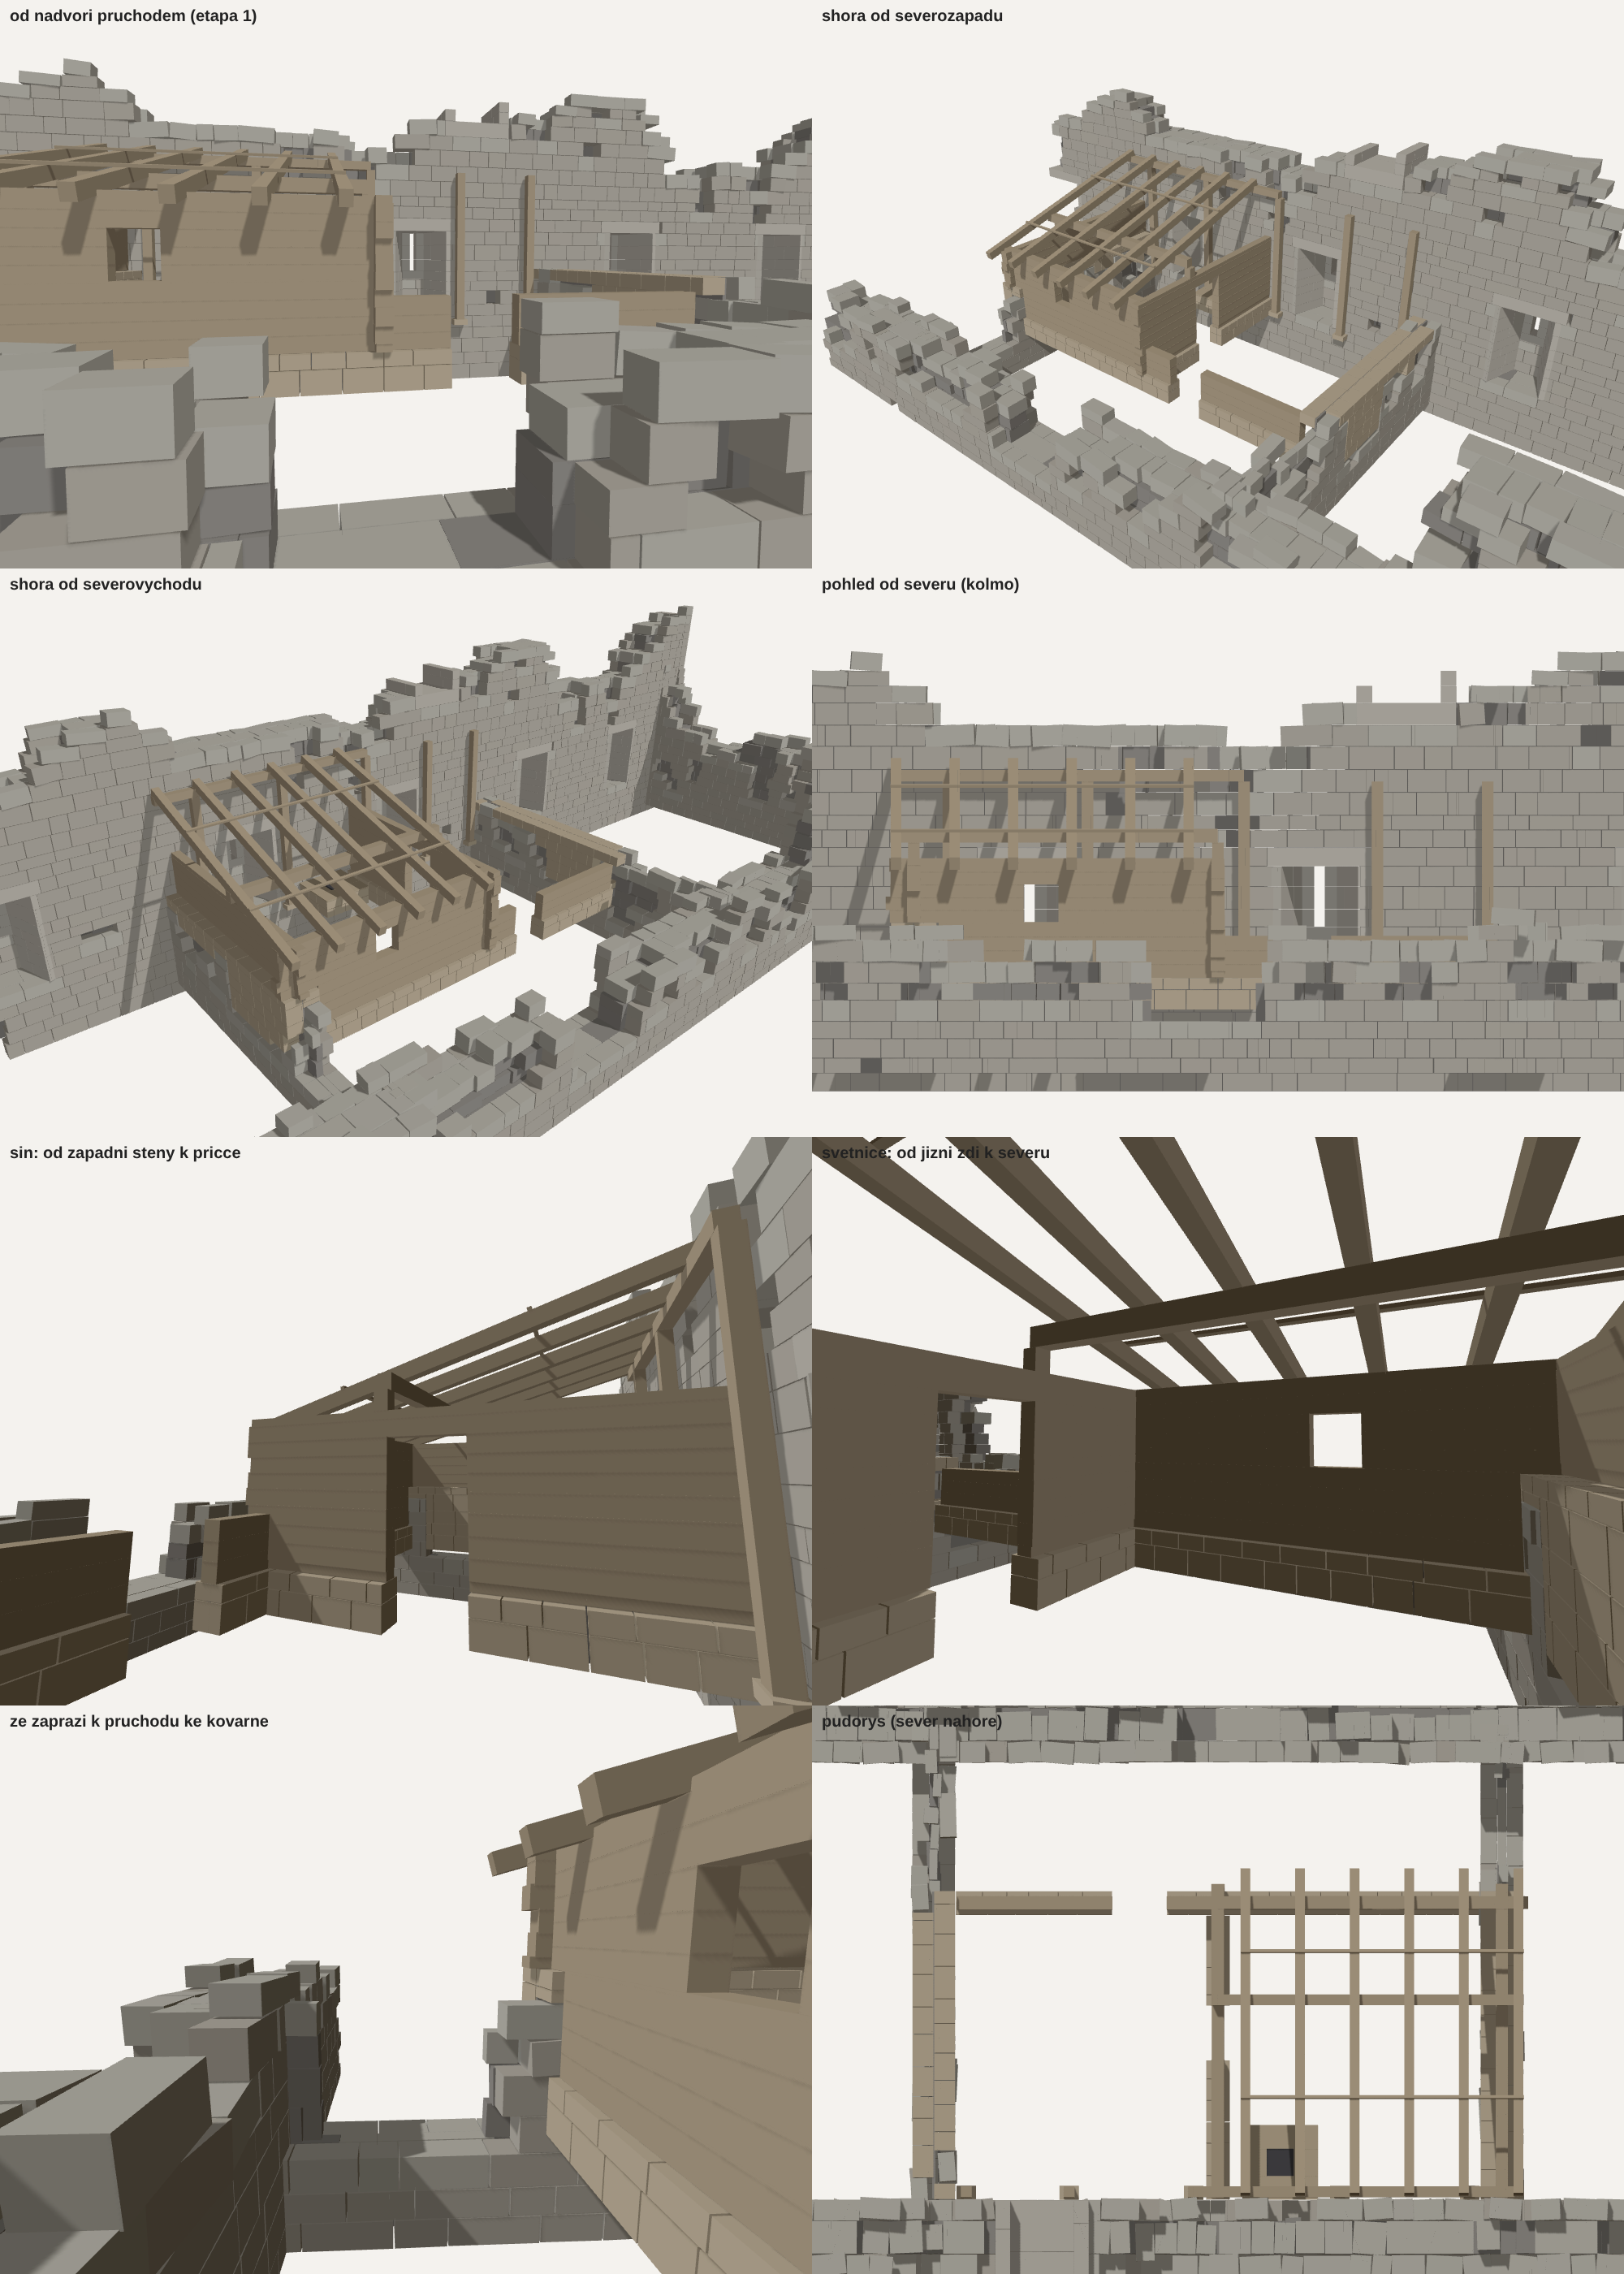 od nadvori pruchodem (etapa 1)
shora od severozapadu
shora od severovychodu
pohled od severu (kolmo)
sin: od zapadni steny k pricce
svetnice: od jizni zdi k severu
ze zaprazi k pruchodu ke kovarne
pudorys (sever nahore)